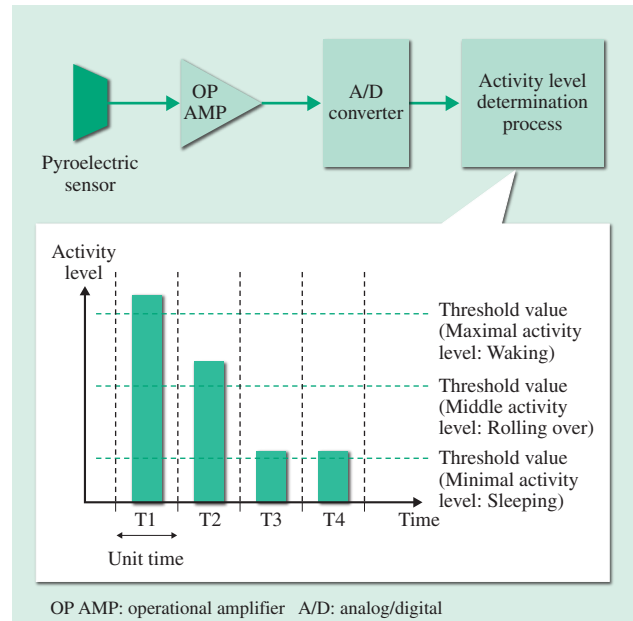 OP
AMP
A/D
converter
Activity level
determination
process
Pyroelectric
sensor
Activity
level
Threshold value
(Maximal activity
level: Waking)
Threshold value
(Middle activity
level: Rolling over)
Threshold value
(Minimal activity
level: Sleeping)
T1 T2 T3 T4 Time
Unit time
OP AMP: operational amplifier A/D: analog/digital